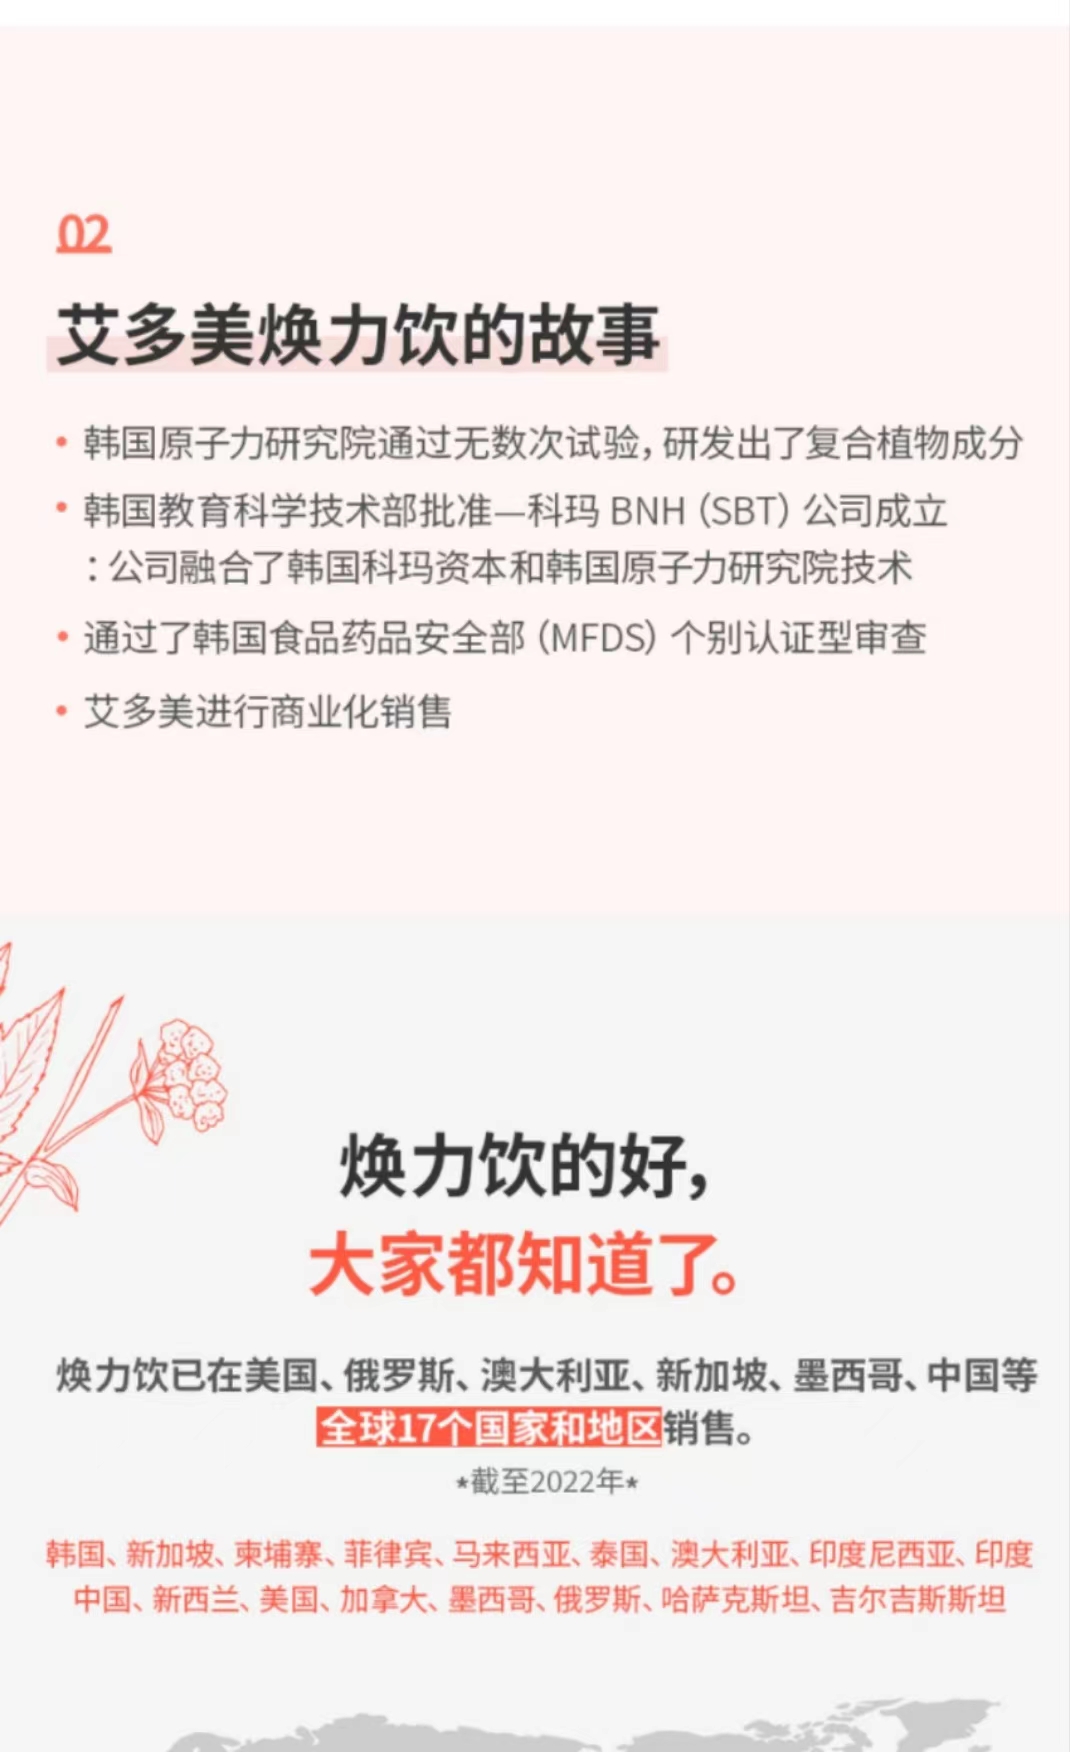 02
艾多美焕力饮的故事
• 韩国原子力研究院通过无数次试验，研发出了复合植物成分
• 韩国教育科学技术部批准—科玛 BNH（SBT）公司成立
：公司融合了韩国科玛资本和韩国原子力研究院技术
• 通过了韩国食品药品安全部（MFDS）个别认证型审查
• 艾多美进行商业化销售
焕力饮的好，
大家都知道了。
焕力饮已在美国、俄罗斯、澳大利亚、新加坡、墨西哥、中国等
全球17个国家和地区销售。
*截至2022年*
韩国、新加坡、柬埔寨、菲律宾、马来西亚、泰国、澳大利亚、印度尼西亚、印度
中国、新西兰、美国、加拿大、墨西哥、俄罗斯、哈萨克斯坦、吉尔吉斯斯坦